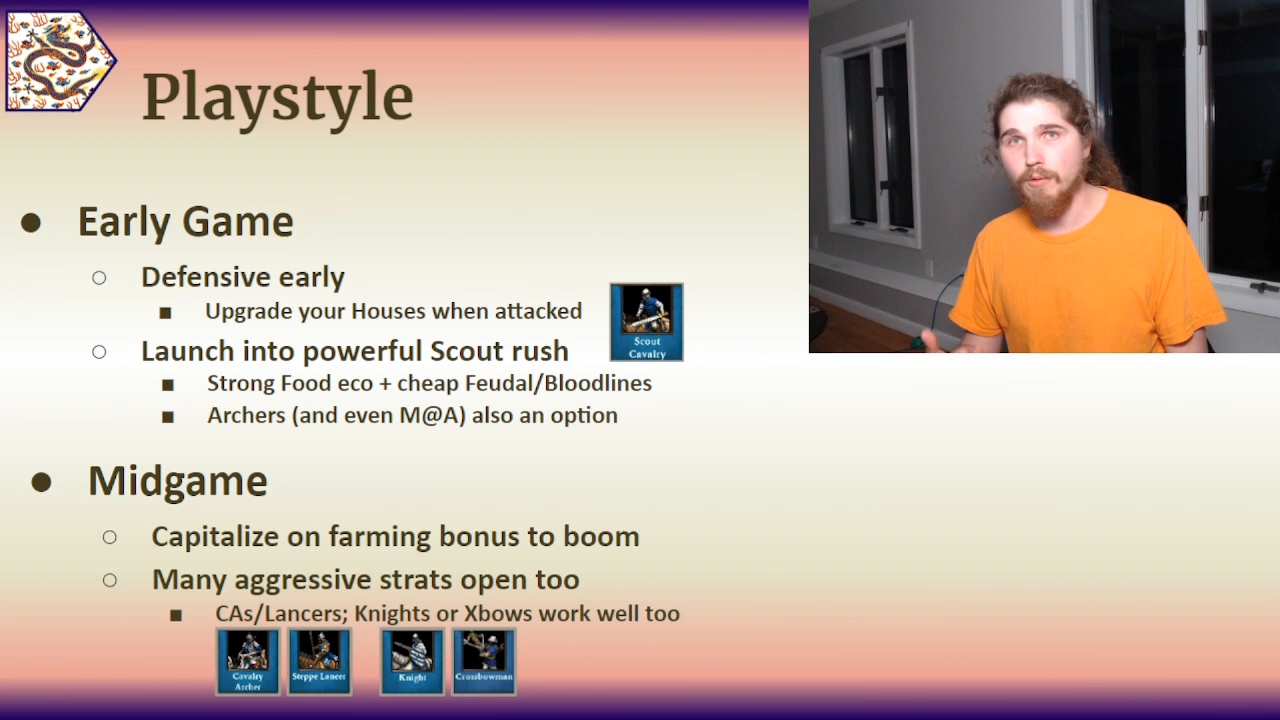 Playstyle
● Early Game
○ Defensive early
■ Upgrade your Houses when attacked
Scout
Cavalry
○ Launch into powerful Scout rush
■ Strong Food eco + cheap Feudal/Bloodlines
■ Archers (and even M@A) also an option
● Midgame
○ Capitalize on farming bonus to boom
○ Many aggressive strats open too
■ CAs/Lancers; Knights or Xbows work well too
Cavalry
Archer
Steppe Lancer
Knight
Crossbowman